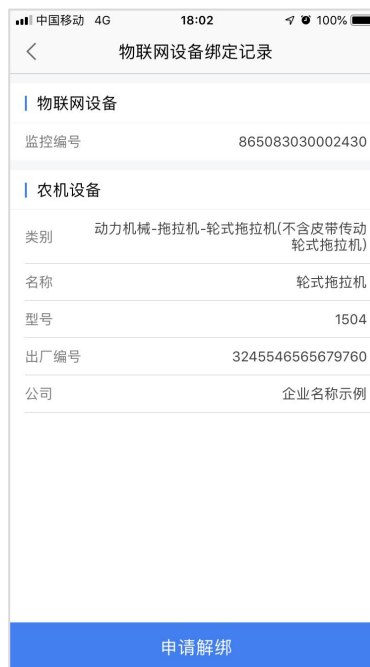 中国移动 4G 18:02 100%
物联网设备绑定记录
物联网设备
监控编号 865083030002430
农机设备
类别 动力机械-拖拉机-轮式拖拉机(不含皮带传动
轮式拖拉机)
名称 轮式拖拉机
型号 1504
出厂编号 3245546565679760
公司 企业名称示例
申请解绑